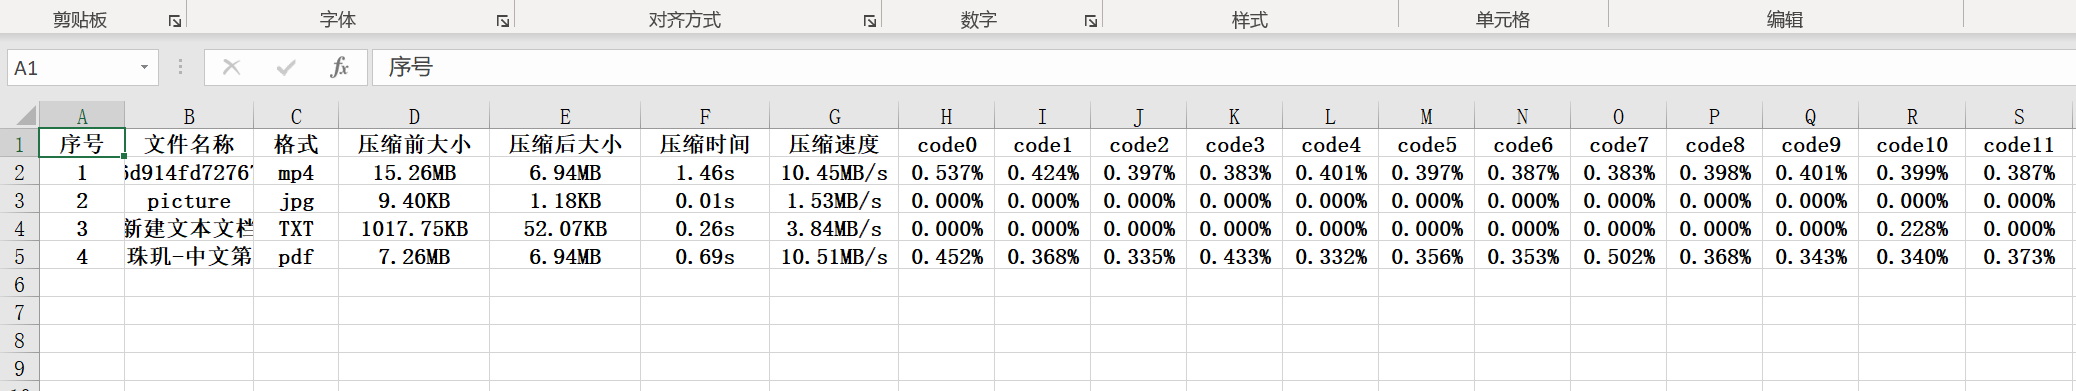 剪贴板 字体 对齐方式 数字 样式 单元格 编辑
A1 fx 序号
A B C D E F G H I J K L M N O P Q R S
1 序号 文件名称 格式 压缩前大小 压缩后大小 压缩时间 压缩速度 code0 code1 code2 code3 code4 code5 code6 code7 code8 code9 code10 code11
2 1 6d914fd72767 mp4 15.26MB 6.94MB 1.46s 10.45MB/s 0.537% 0.424% 0.397% 0.383% 0.401% 0.397% 0.387% 0.383% 0.398% 0.401% 0.399% 0.387%
3 2 picture jpg 9.40KB 1.18KB 0.01s 1.53MB/s 0.000% 0.000% 0.000% 0.000% 0.000% 0.000% 0.000% 0.000% 0.000% 0.000% 0.000% 0.000%
4 3 新建文本文档 TXT 1017.75KB 52.07KB 0.26s 3.84MB/s 0.000% 0.000% 0.000% 0.000% 0.000% 0.000% 0.000% 0.000% 0.000% 0.000% 0.228% 0.000%
5 4 珠玑-中文第 pdf 7.26MB 6.94MB 0.69s 10.51MB/s 0.452% 0.368% 0.335% 0.433% 0.332% 0.356% 0.353% 0.502% 0.368% 0.343% 0.340% 0.373%
6
7
8
9